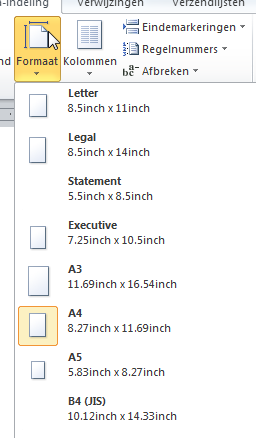 -indeling Verwijzingen Verzendlijsten
Formaat
Kolommen
Eindemarkeringen
Regelnummers
Afbreken
Letter
8.5inch x 11inch
Legal
8.5inch x 14inch
Statement
5.5inch x 8.5inch
Executive
7.25inch x 10.5inch
A3
11.69inch x 16.54inch
A4
8.27inch x 11.69inch
A5
5.83inch x 8.27inch
B4 (JIS)
10.12inch x 14.33inch